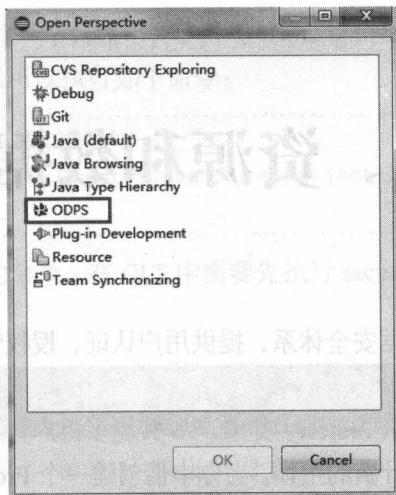 Open Perspective
CVS Repository Exploring
Debug
Git
Java (default)
Java Browsing
Java Type Hierarchy
ODPS
Plug-in Development
Resource
Team Synchronizing
OK
Cancel